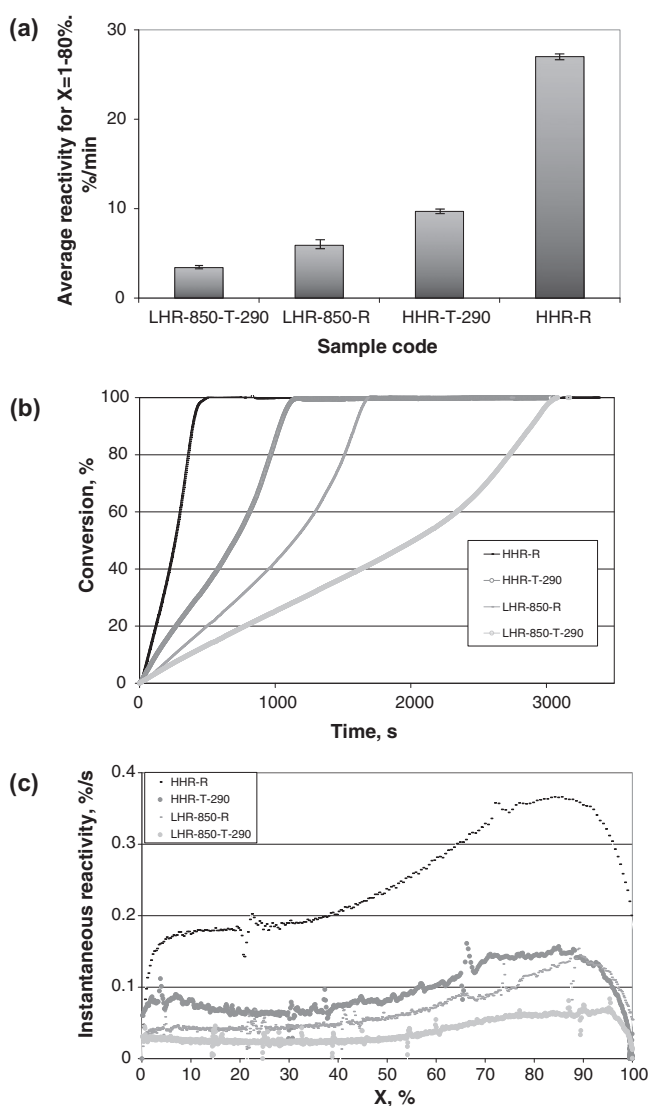 (a)
Average reactivity for X=1-80%.
%/min
30
20
10
0
LHR-850-T-290
LHR-850-R
HHR-T-290
HHR-R
Sample code
(b)
Conversion, %
100
80
60
40
20
0
0
1000
2000
3000
Time, s
HHR-R
HHR-T-290
LHR-850-R
LHR-850-T-290
(c)
Instantaneous reactivity, %/s
0.4
0.3
0.2
0.1
0
HHR-R
HHR-T-290
LHR-850-R
LHR-850-T-290
0
10
20
30
40
50
60
70
80
90
100
X, %